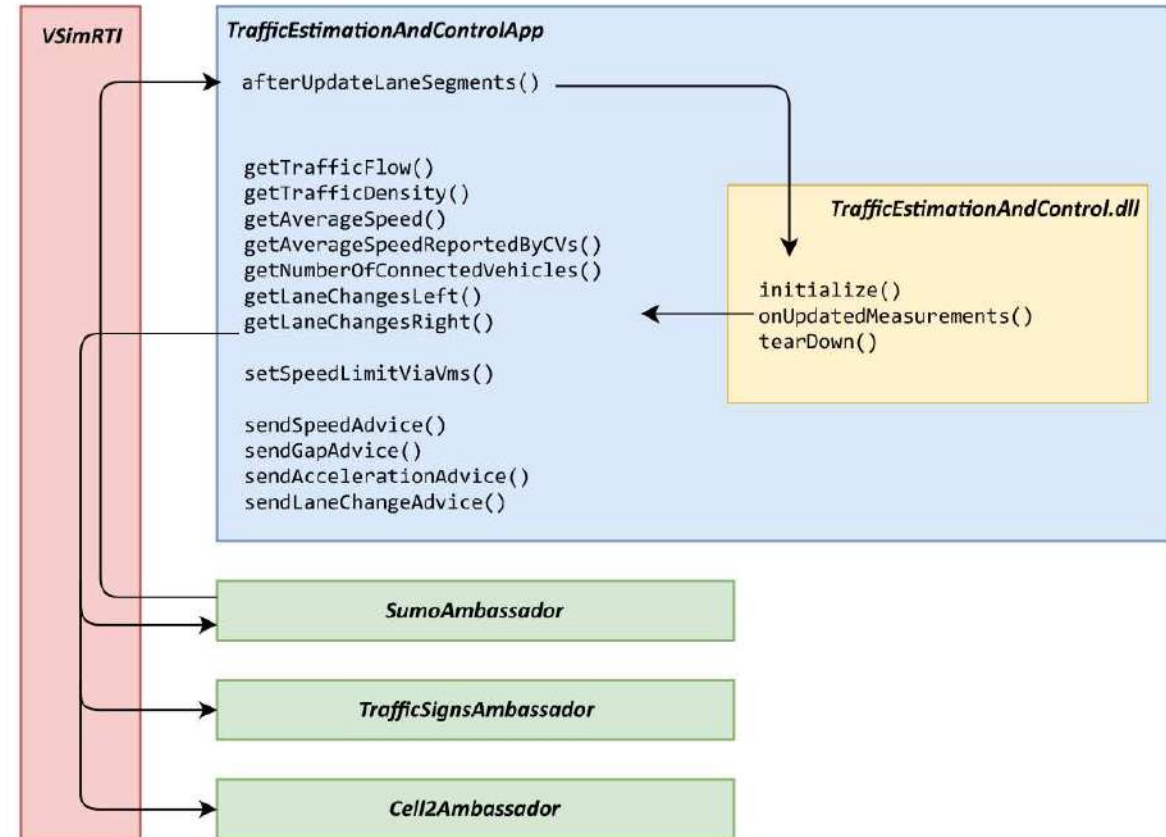 VSimRTI
TrafficEstimationAndControlApp
afterUpdateLaneSegments()
getTrafficFlow()
getTrafficDensity()
getAverageSpeed()
getAverageSpeedReportedByCVs()
getNumberOfConnectedVehicles()
getLaneChangesLeft()
getLaneChangesRight()
setSpeedLimitViaVms()
sendSpeedAdvice()
sendGapAdvice()
sendAccelerationAdvice()
sendLaneChangeAdvice()
TrafficEstimationAndControl.dll
initialize()
onUpdatedMeasurements()
tearDown()
SumoAmbassador
TrafficSignsAmbassador
Cell2Ambassador